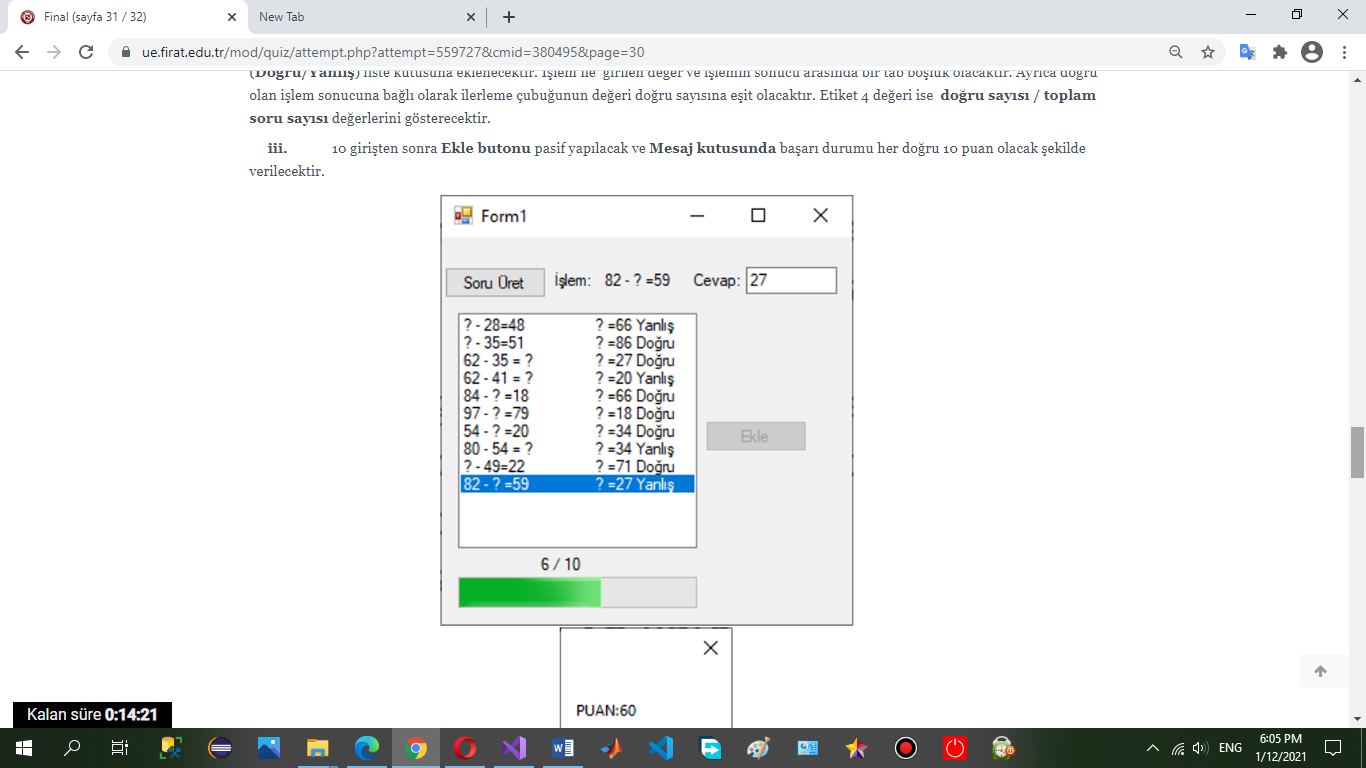 Final (sayfa 31 / 32)
New Tab
ue.firat.edu.tr/mod/quiz/attempt.php?attempt=559727&cmid=380495&page=30
(Doğru/Yanlış) liste kutusuna eklenecektir. İşlem ile girilen değer ve işlemin sonucu arasında bir tab boşluk olacaktır. Ayrıca doğru
olan işlem sonucuna bağlı olarak ilerleme çubuğunun değeri doğru sayısına eşit olacaktır. Etiket 4 değeri ise doğru sayısı / toplam
soru sayısı değerlerini gösterecektir.
iii. 10 girişten sonra Ekle butonu pasif yapılacak ve Mesaj kutusunda başarı durumu her doğru 10 puan olacak şekilde
verilecektir.
Form1
Soru Üret İşlem: 82 - ? =59 Cevap: 27
? - 28=48 ? =66 Yanlış
? - 35=51 ? =86 Doğru
62 - 35 = ? ? =27 Doğru
62 - 41 = ? ? =20 Yanlış
84 - ? =18 ? =66 Doğru
97 - ? =79 ? =18 Doğru
54 - ? =20 ? =34 Doğru
80 - 54 = ? ? =34 Yanlış
? - 49=22 ? =71 Doğru
82 - ? =59 ? =27 Yanlış
Ekle
6 / 10
PUAN:60
Kalan süre 0:14:21
ENG
6:05 PM
1/12/2021